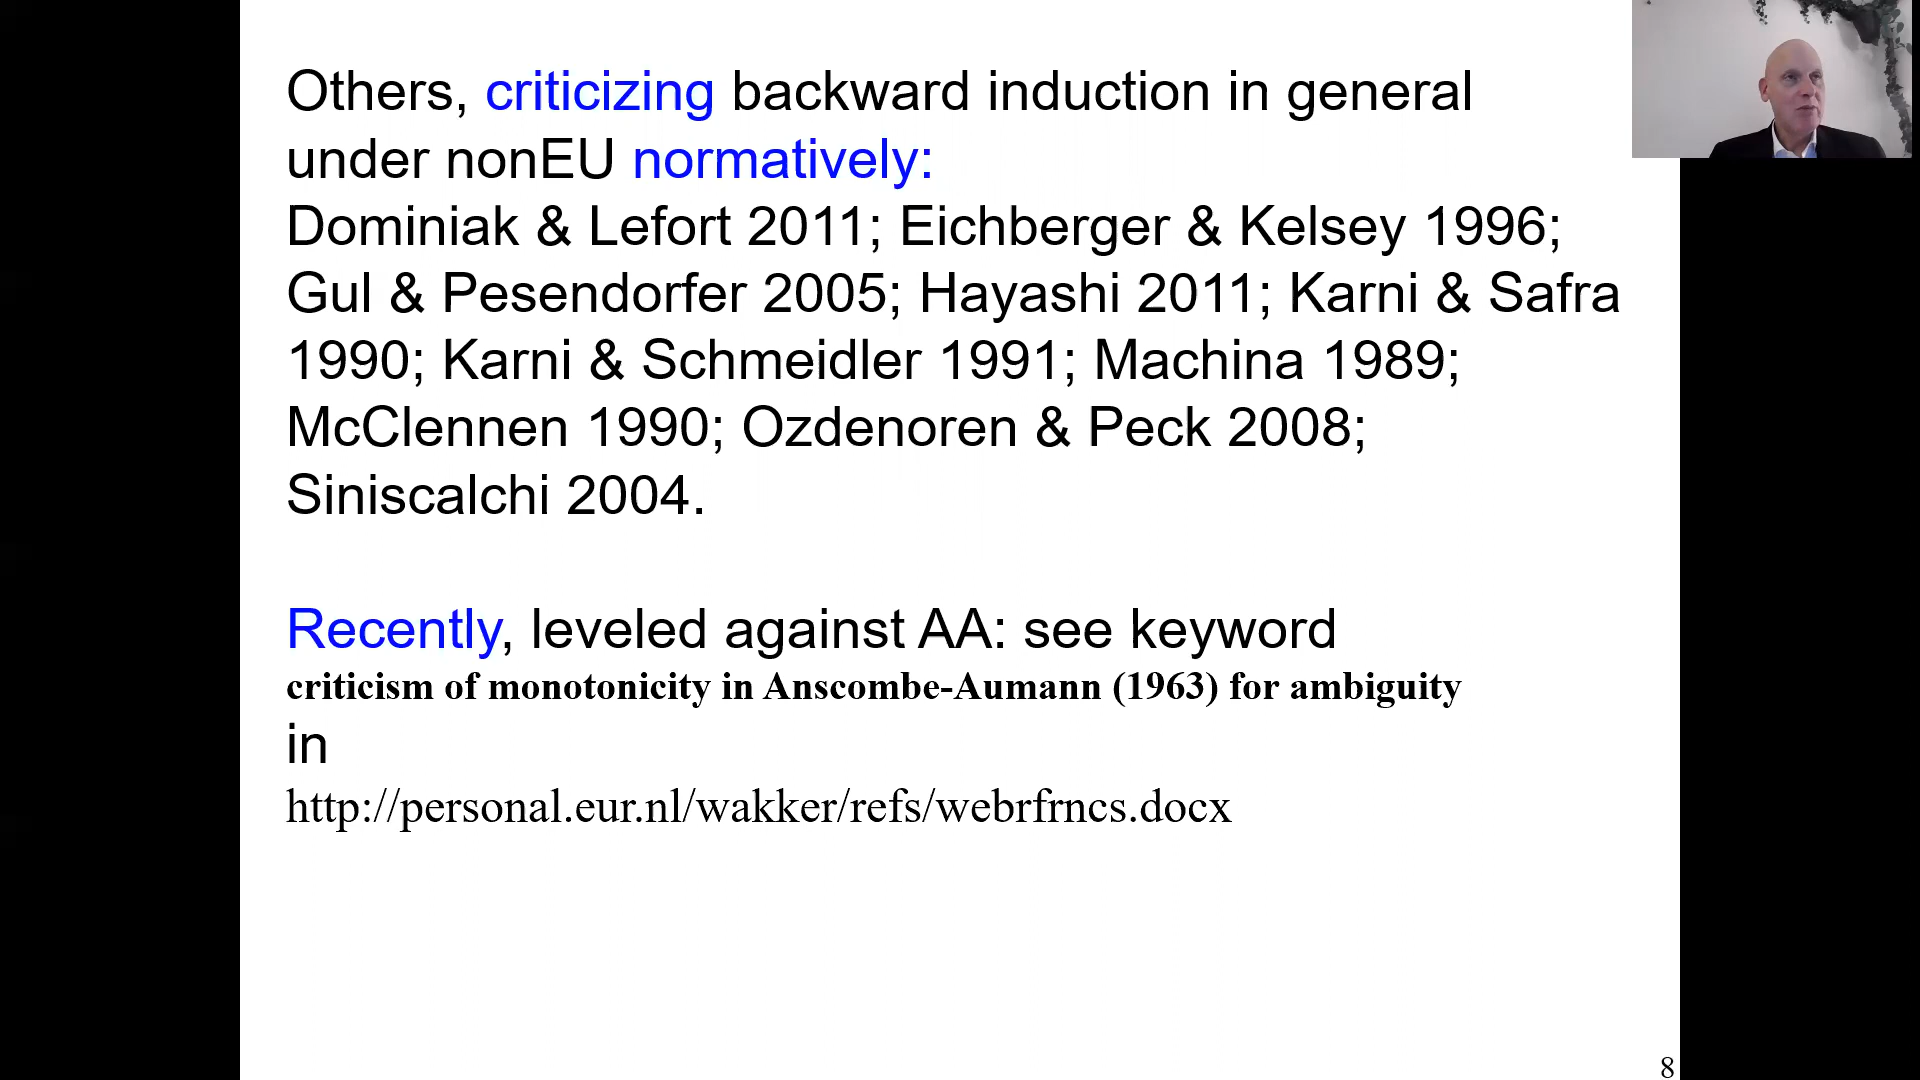 Others, criticizing backward induction in general
under nonEU normatively:
Dominiak & Lefort 2011; Eichberger & Kelsey 1996;
Gul & Pesendorfer 2005; Hayashi 2011; Karni & Safra
1990; Karni & Schmeidler 1991; Machina 1989;
McClennen 1990; Ozdenoren & Peck 2008;
Siniscalchi 2004.
Recently, leveled against AA: see keyword
criticism of monotonicity in Anscombe-Aumann (1963) for ambiguity
in
http://personal.eur.nl/wakker/refs/webrfrncs.docx
8